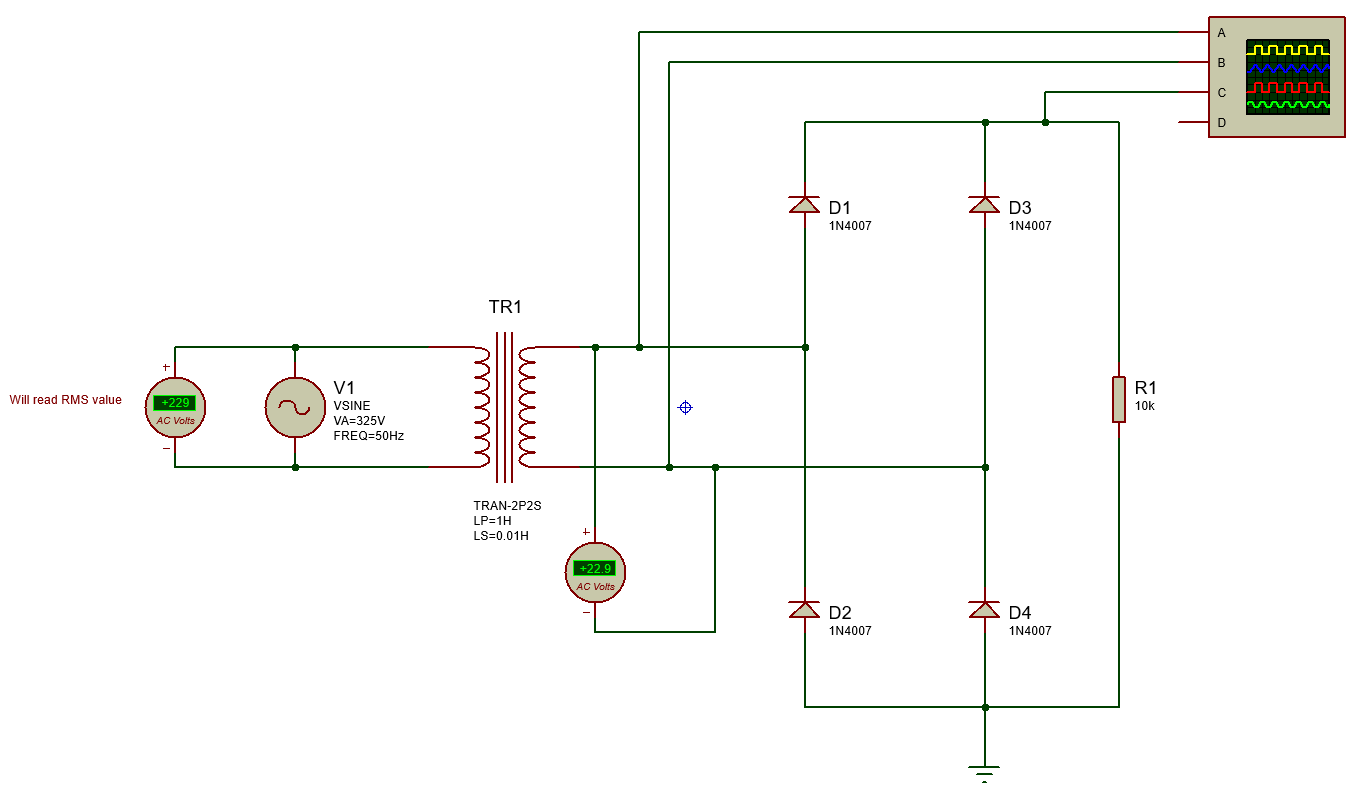 A
B
C
D
D1
1N4007
D3
1N4007
TR1
+
+229
AC Volts
−
Will read RMS value
V1
VSINE
VA=325V
FREQ=50Hz
R1
10k
TRAN-2P2S
LP=1H
LS=0.01H
+
+22.9
AC Volts
−
D2
1N4007
D4
1N4007